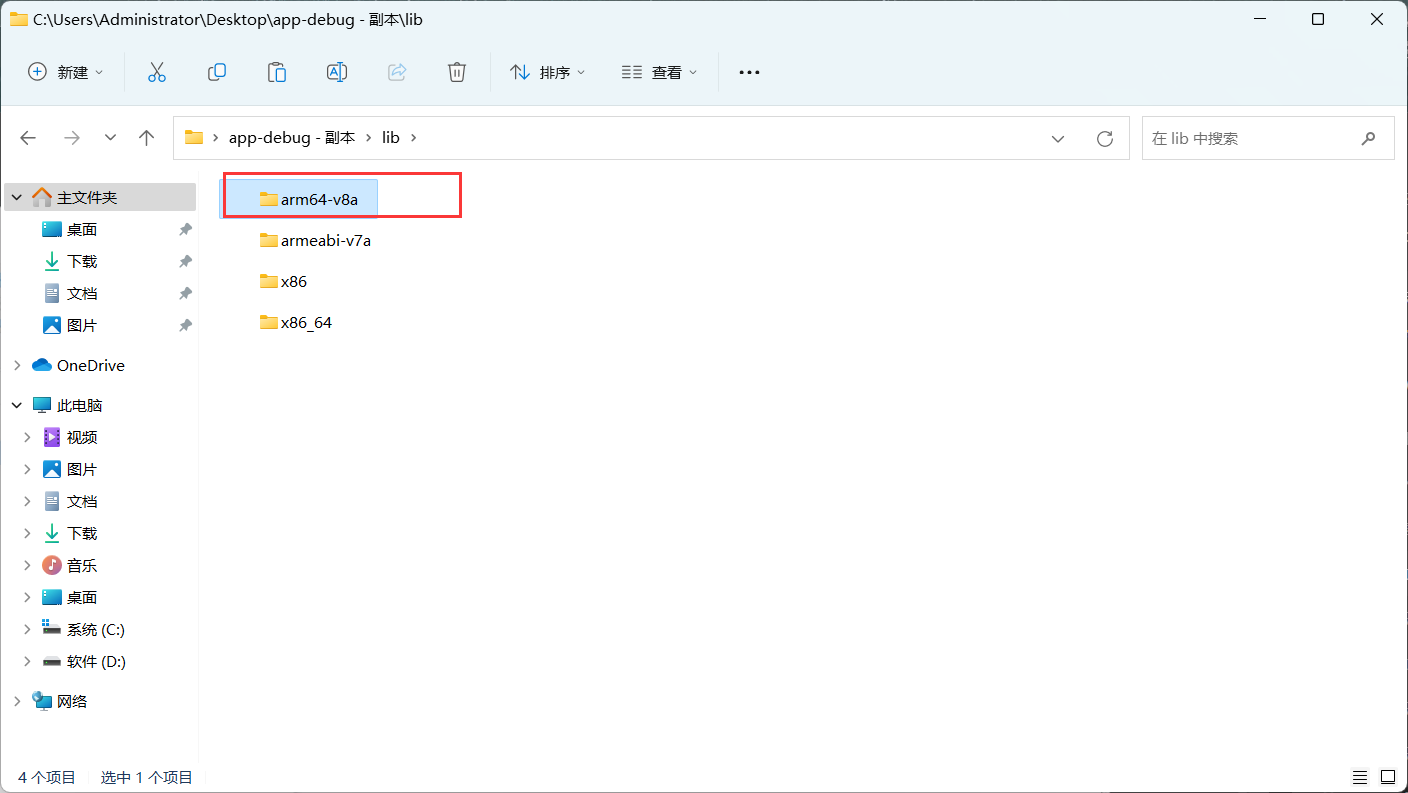 C:\Users\Administrator\Desktop\app-debug - 副本\lib
新建 排序 查看
app-debug - 副本 lib 在 lib 中搜索
主文件夹
桌面
下载
文档
图片
OneDrive
此电脑
视频
图片
文档
下载
音乐
桌面
系统 (C:)
软件 (D:)
网络
arm64-v8a
armeabi-v7a
x86
x86_64
4 个项目 选中 1 个项目